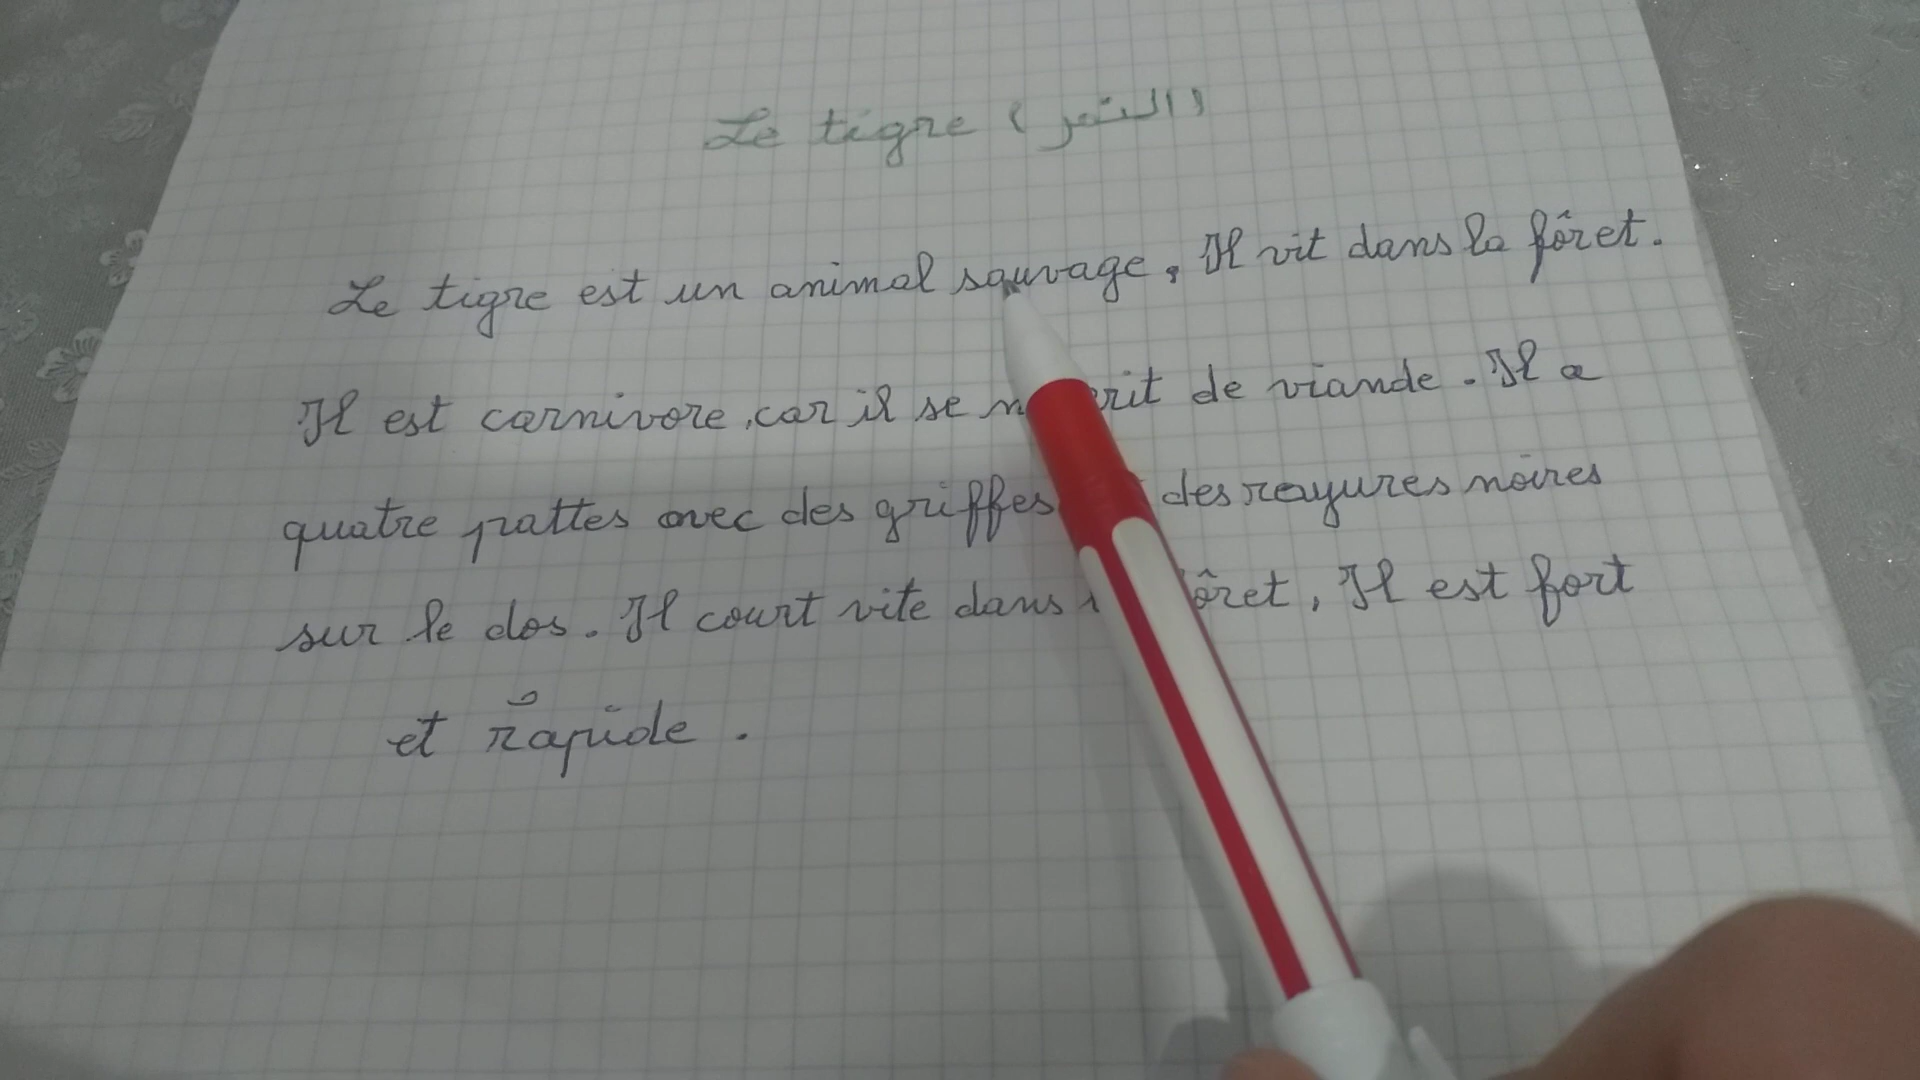 Le tigre (النمر)
Le tigre est un animal sauvage. Il vit dans la fôret.
Il est carnivore, car il se de viande. Il a
quatre pattes avec des griffes des rayures noires
sur le dos. Il court vite dans fôret, Il est fort
et rapide.